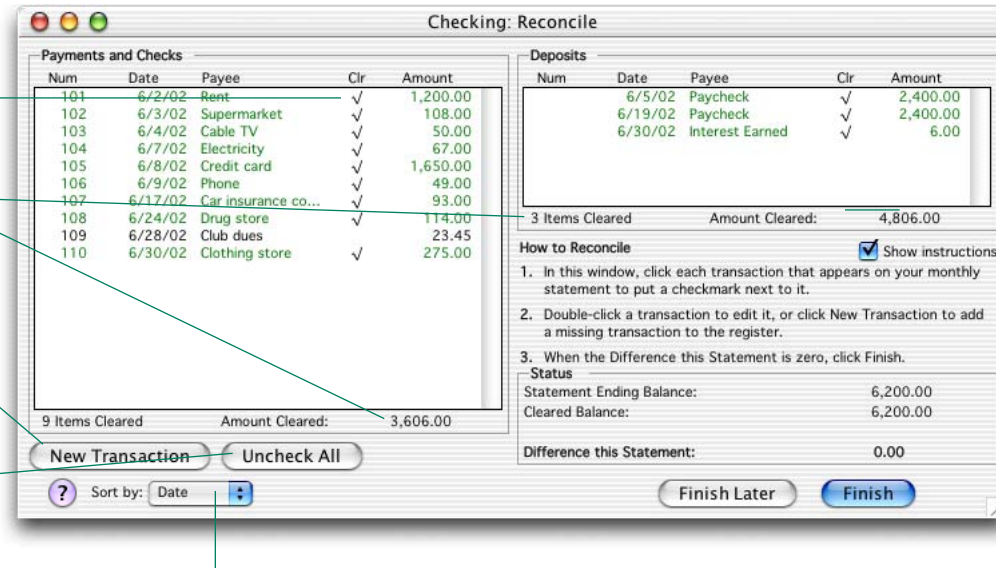 Checking: Reconcile
Payments and Checks
Num Date Payee Clr Amount
101 6/2/02 Rent √ 1,200.00
102 6/3/02 Supermarket √ 108.00
103 6/4/02 Cable TV √ 50.00
104 6/7/02 Electricity √ 67.00
105 6/8/02 Credit card √ 1,650.00
106 6/9/02 Phone √ 49.00
107 6/17/02 Car insurance co... √ 93.00
108 6/24/02 Drug store √ 114.00
109 6/28/02 Club dues 23.45
110 6/30/02 Clothing store √ 275.00
9 Items Cleared Amount Cleared: 3,606.00
New Transaction Uncheck All
? Sort by: Date
Deposits
Num Date Payee Clr Amount
6/5/02 Paycheck √ 2,400.00
6/19/02 Paycheck √ 2,400.00
6/30/02 Interest Earned √ 6.00
3 Items Cleared Amount Cleared: 4,806.00
How to Reconcile Show instructions
1. In this window, click each transaction that appears on your monthly
statement to put a checkmark next to it.
2. Double-click a transaction to edit it, or click New Transaction to add
a missing transaction to the register.
3. When the Difference this Statement is zero, click Finish.
Status
Statement Ending Balance: 6,200.00
Cleared Balance: 6,200.00
Difference this Statement: 0.00
Finish Later Finish